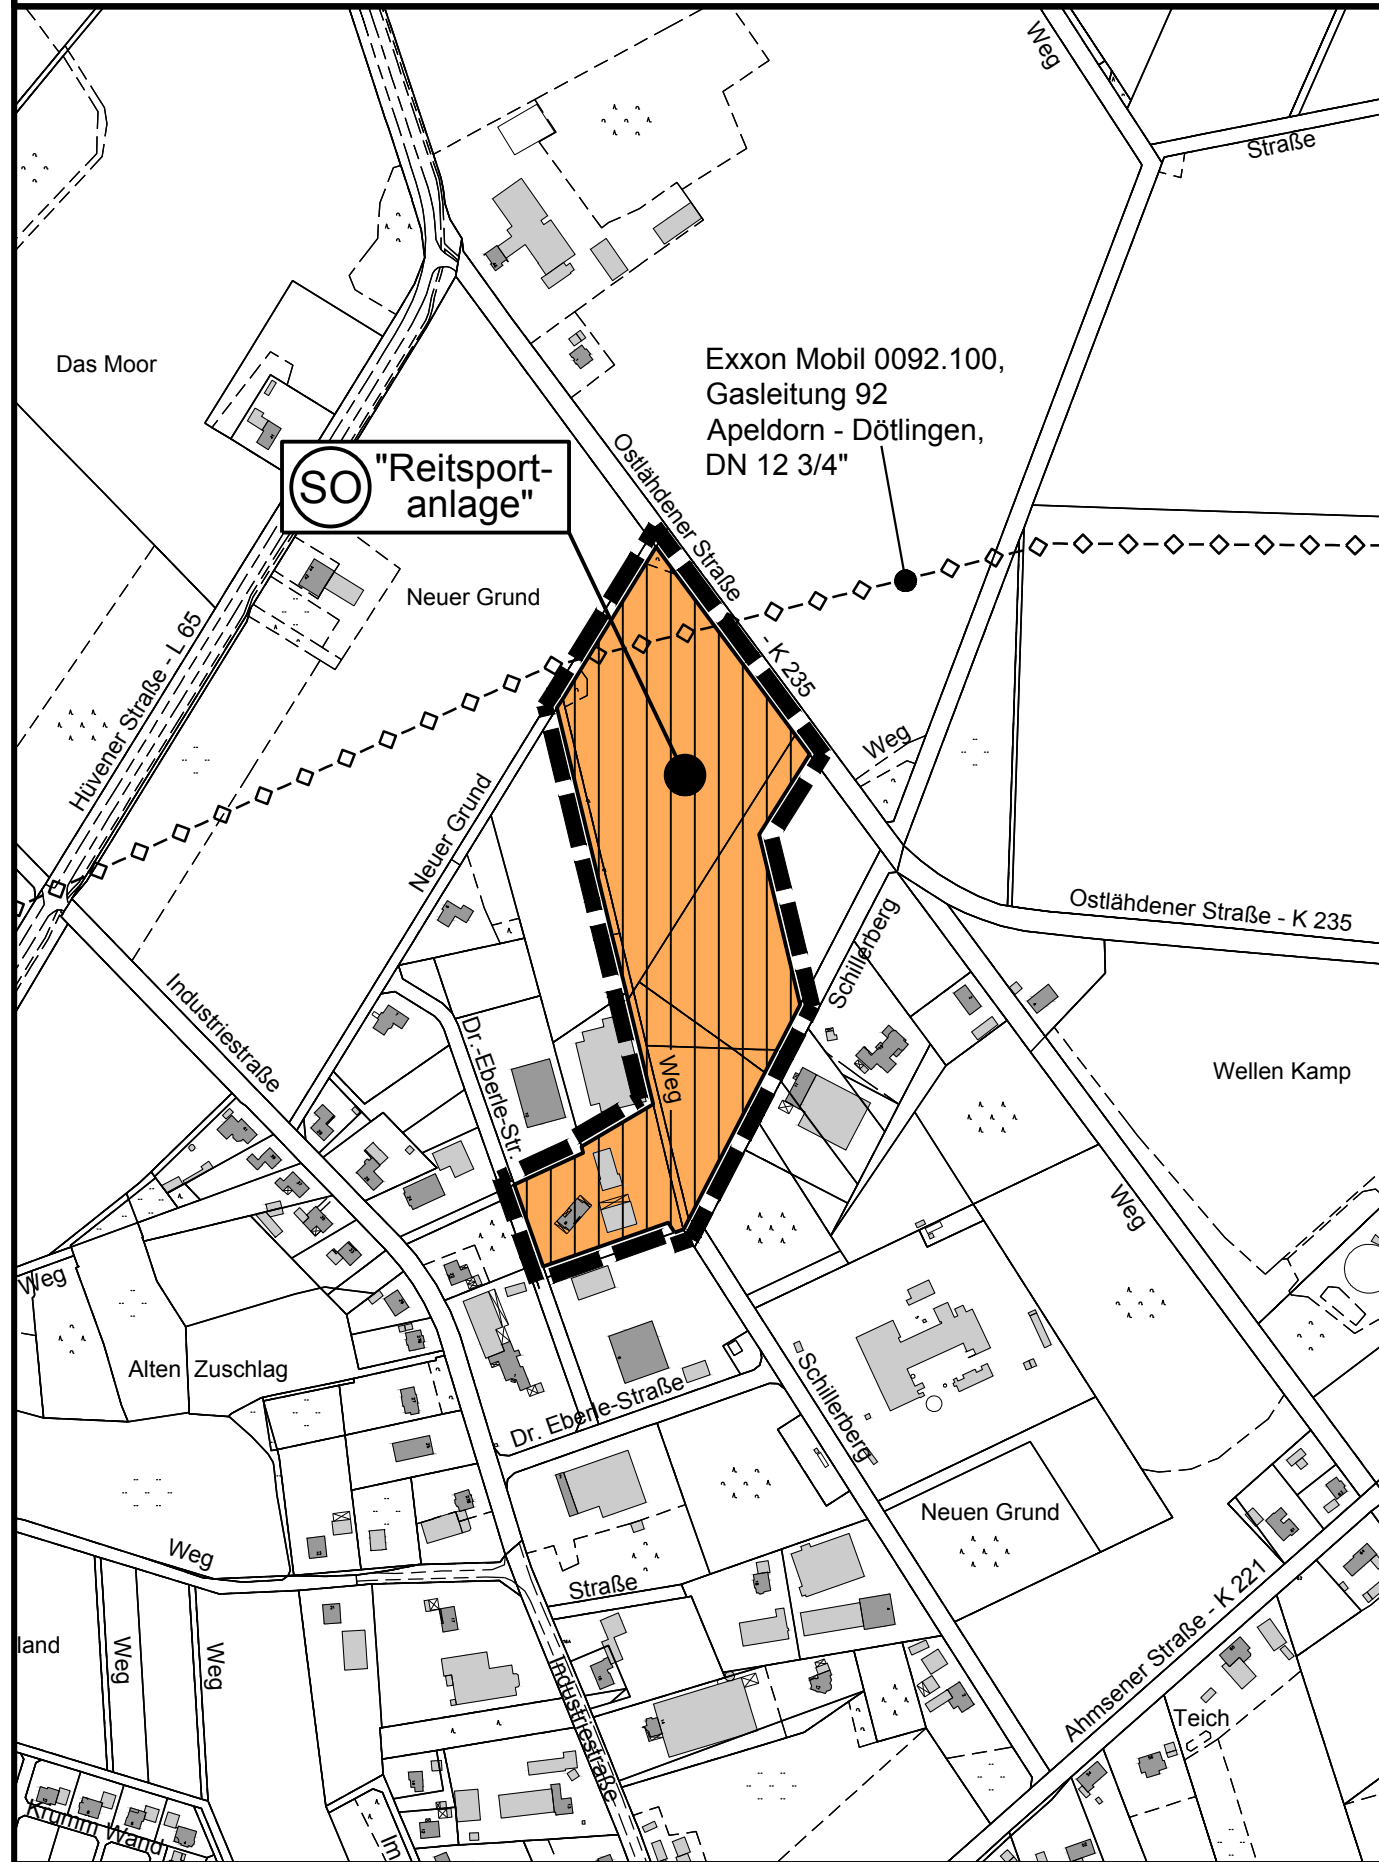 Weg
Straße
Das Moor
Exxon Mobil 0092.100,
Gasleitung 92
Apeldorn - Dötlingen,
DN 12 3/4"
SO
"Reitsport-
anlage"
Ostlähdener Straße - K 235
Neuer Grund
Hüvener Straße - L 65
Weg
Neuer Grund
Ostlähdener Straße - K 235
Schillerberg
Industriestraße
Dr.-Eberle-Str.
Weg
Wellen Kamp
Weg
Weg
Alten Zuschlag
Dr. Eberle-Straße
Schillerberg
Neuen Grund
Weg
Straße
Ahmsener Straße - K 221
land
Weg
Weg
Industriestraße
Teich
Krumm Wand
Im